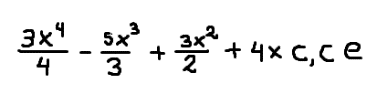 3x⁴/4 - 5x³/3 + 3x²/2 + 4x c, c e